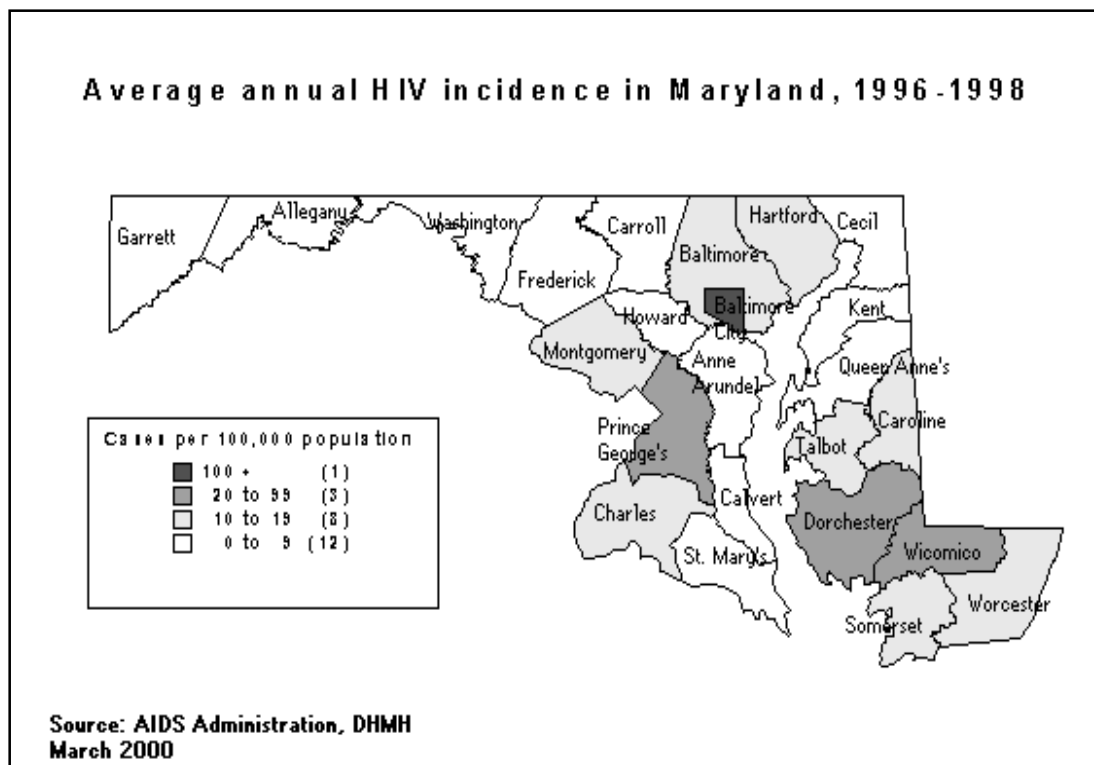 Average annual HIV incidence in Maryland, 1996-1998
Garrett
Allegany
Washington
Frederick
Carroll
Baltimore
Hartford
Cecil
Baltimore
City
Howard
Montgomery
Anne
Arundel
Kent
Queen Anne's
Caroline
Talbot
Prince
George's
Charles
Calvert
St. Mary's
Dorchester
Wicomico
Somerset
Worcester
Cases per 100,000 population
100 + (1)
20 to 99 (3)
10 to 19 (8)
0 to 9 (12)
Source: AIDS Administration, DHMH
March 2000